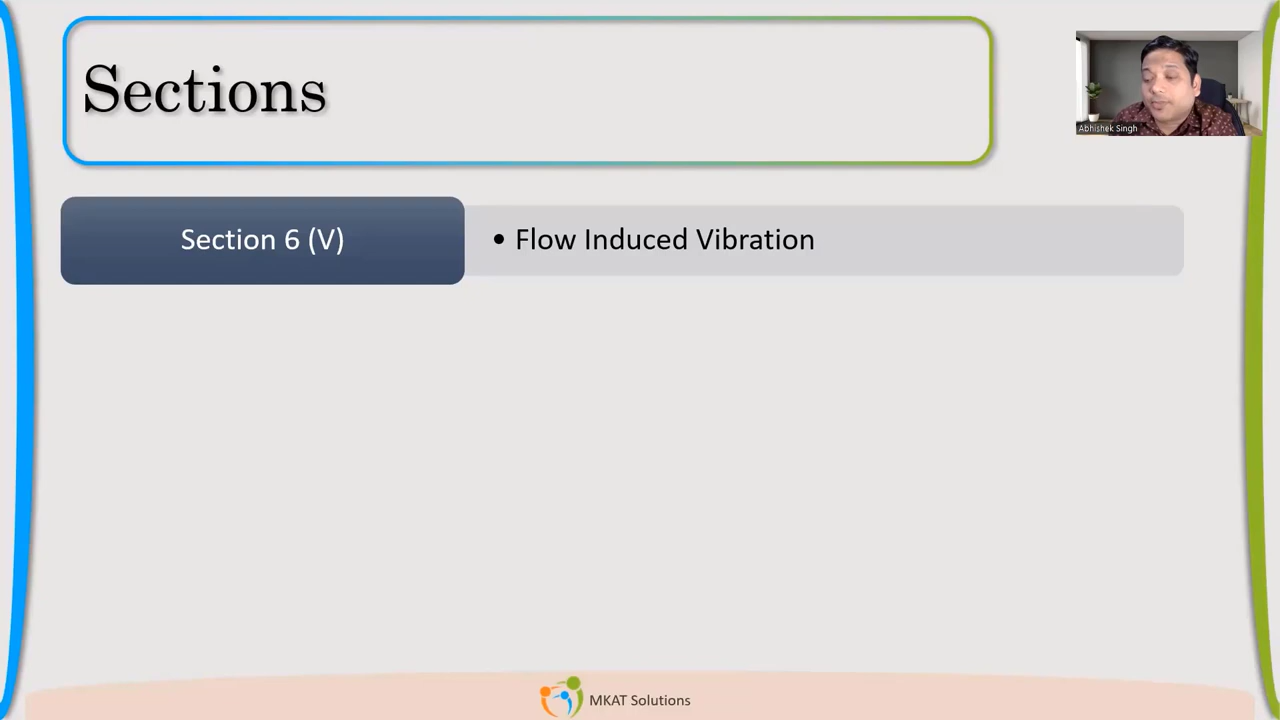 Sections
Abhishek Singh
Section 6 (V)
• Flow Induced Vibration
MKAT Solutions